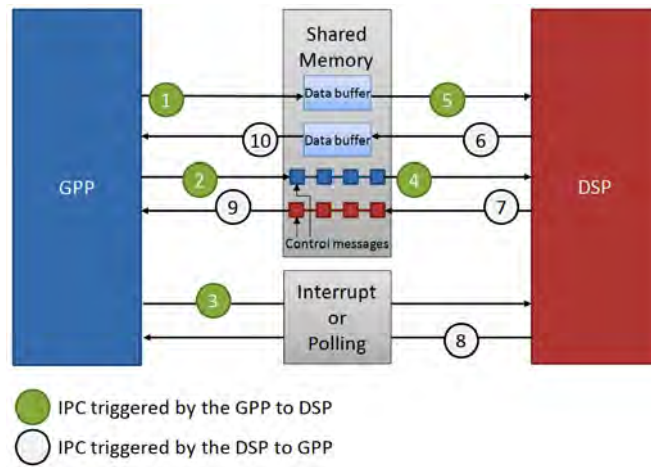 Shared
Memory
1
Data buffer
5
10
Data buffer
6
GPP
2
4
DSP
9
7
Control messages
3
Interrupt
or
Polling
8
IPC triggered by the GPP to DSP
IPC triggered by the DSP to GPP